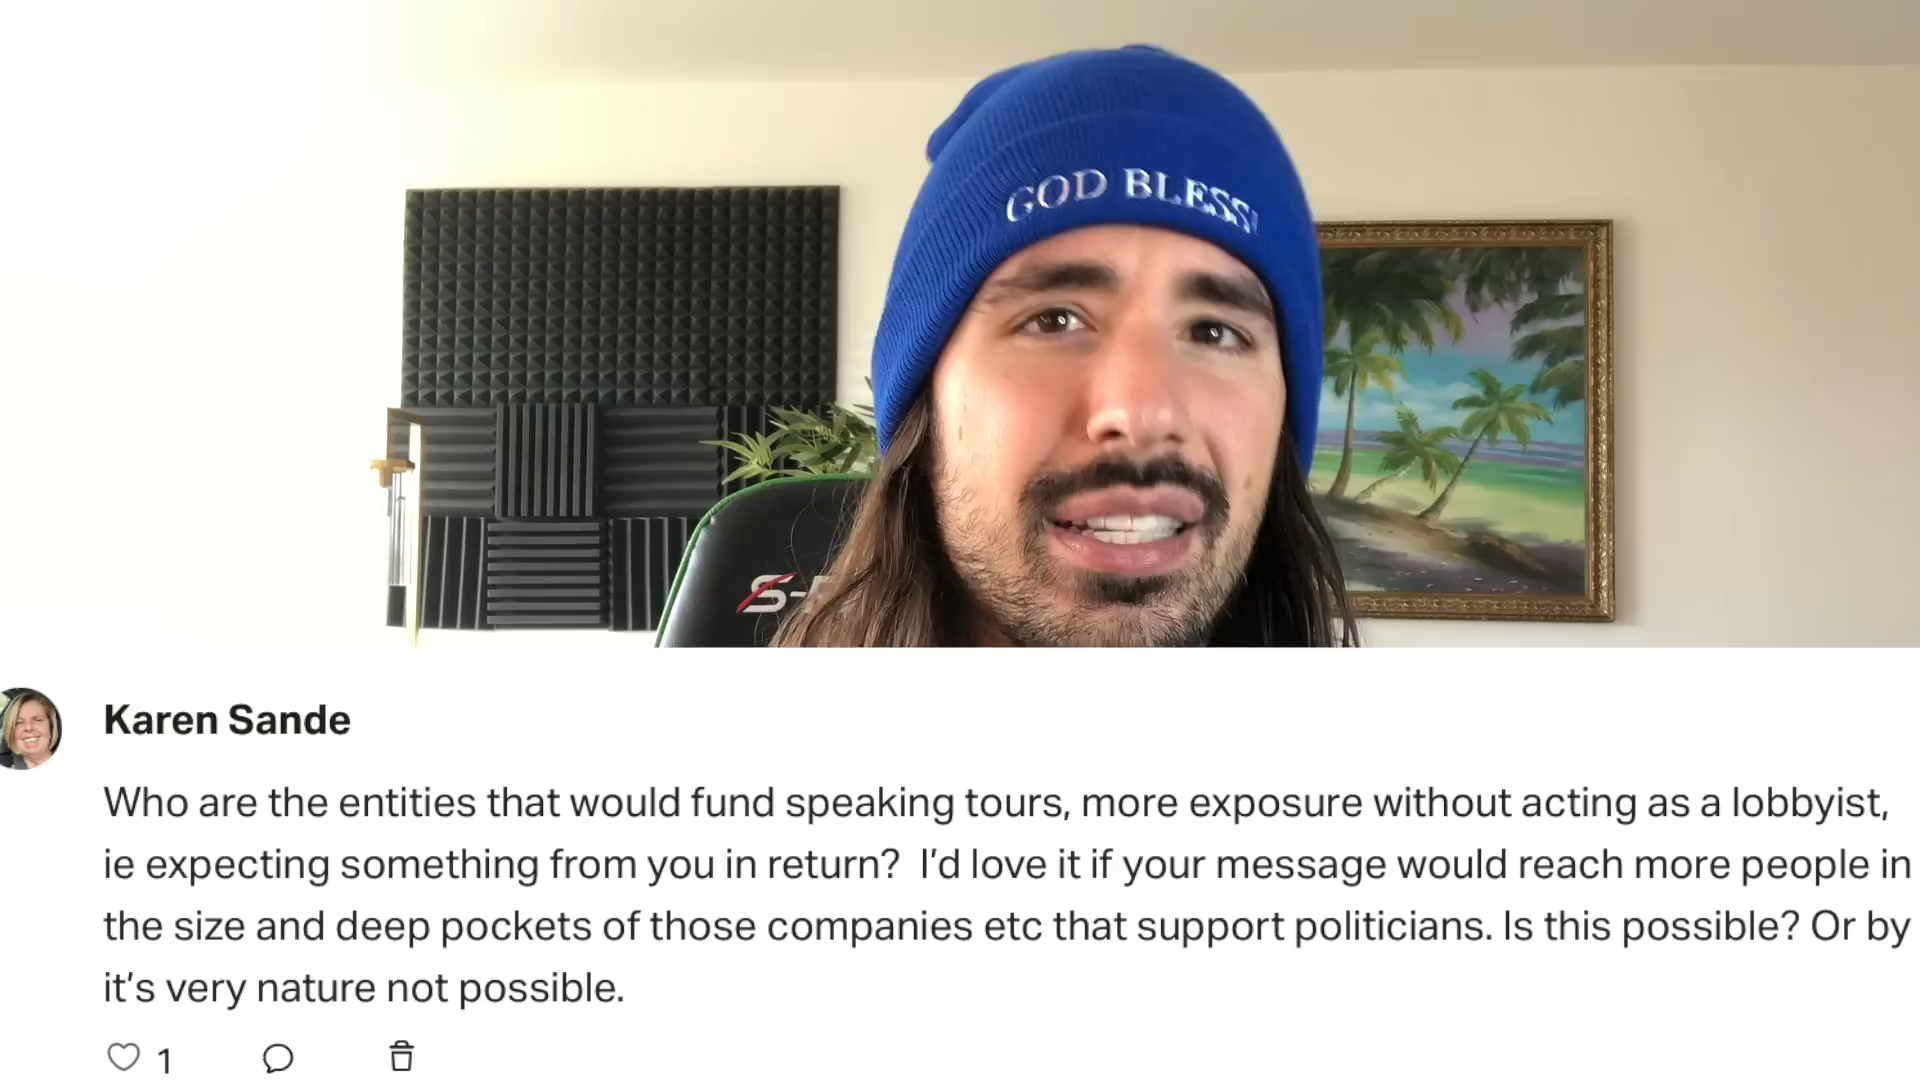 GOD BLESS!
S-
Karen Sande
Who are the entities that would fund speaking tours, more exposure without acting as a lobbyist,
ie expecting something from you in return?  I’d love it if your message would reach more people in
the size and deep pockets of those companies etc that support politicians. Is this possible? Or by
it’s very nature not possible.
1